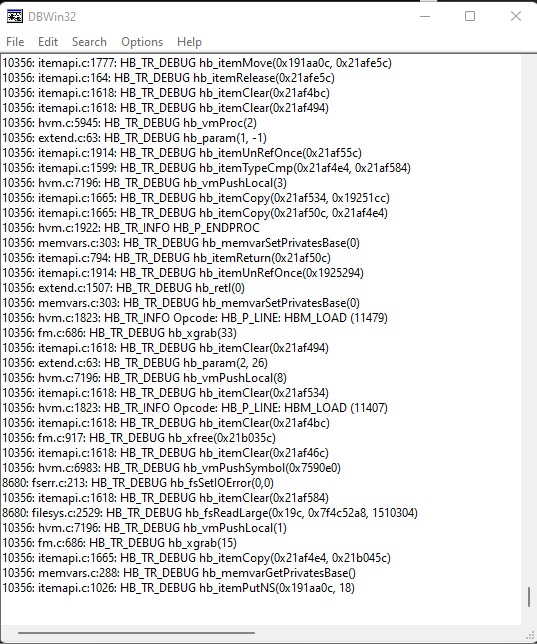 DBWin32
File Edit Search Options Help
10356: itemapi.c:1777: HB_TR_DEBUG hb_itemMove(0x191aa0c, 0x21afe5c)
10356: itemapi.c:164: HB_TR_DEBUG hb_itemRelease(0x21afe5c)
10356: itemapi.c:1618: HB_TR_DEBUG hb_itemClear(0x21af4bc)
10356: itemapi.c:1618: HB_TR_DEBUG hb_itemClear(0x21af494)
10356: hvm.c:5945: HB_TR_DEBUG hb_vmProc(2)
10356: extend.c:63: HB_TR_DEBUG hb_param(1, -1)
10356: itemapi.c:1914: HB_TR_DEBUG hb_itemUnRefOnce(0x21af55c)
10356: itemapi.c:1599: HB_TR_DEBUG hb_itemTypeCmp(0x21af4e4, 0x21af584)
10356: hvm.c:7196: HB_TR_DEBUG hb_vmPushLocal(3)
10356: itemapi.c:1665: HB_TR_DEBUG hb_itemCopy(0x21af534, 0x19251cc)
10356: itemapi.c:1665: HB_TR_DEBUG hb_itemCopy(0x21af50c, 0x21af4e4)
10356: hvm.c:1922: HB_TR_INFO HB_P_ENDPROC
10356: memvars.c:303: HB_TR_DEBUG hb_memvarSetPrivatesBase(0)
10356: itemapi.c:794: HB_TR_DEBUG hb_itemReturn(0x21af50c)
10356: itemapi.c:1914: HB_TR_DEBUG hb_itemUnRefOnce(0x1925294)
10356: extend.c:1507: HB_TR_DEBUG hb_retl(0)
10356: memvars.c:303: HB_TR_DEBUG hb_memvarSetPrivatesBase(0)
10356: hvm.c:1823: HB_TR_INFO Opcode: HB_P_LINE: HBM_LOAD (11479)
10356: fm.c:686: HB_TR_DEBUG hb_xgrab(33)
10356: itemapi.c:1618: HB_TR_DEBUG hb_itemClear(0x21af494)
10356: extend.c:63: HB_TR_DEBUG hb_param(2, 26)
10356: hvm.c:7196: HB_TR_DEBUG hb_vmPushLocal(8)
10356: itemapi.c:1618: HB_TR_DEBUG hb_itemClear(0x21af534)
10356: hvm.c:1823: HB_TR_INFO Opcode: HB_P_LINE: HBM_LOAD (11407)
10356: itemapi.c:1618: HB_TR_DEBUG hb_itemClear(0x21af4bc)
10356: fm.c:917: HB_TR_DEBUG hb_xfree(0x21b035c)
10356: itemapi.c:1618: HB_TR_DEBUG hb_itemClear(0x21af46c)
10356: hvm.c:6983: HB_TR_DEBUG hb_vmPushSymbol(0x7590e0)
8680: fserr.c:213: HB_TR_DEBUG hb_fsSetIOError(0,0)
10356: itemapi.c:1618: HB_TR_DEBUG hb_itemClear(0x21af584)
8680: filesys.c:2529: HB_TR_DEBUG hb_fsReadLarge(0x19c, 0x7f4c52a8, 1510304)
10356: hvm.c:7196: HB_TR_DEBUG hb_vmPushLocal(1)
10356: fm.c:686: HB_TR_DEBUG hb_xgrab(15)
10356: itemapi.c:1665: HB_TR_DEBUG hb_itemCopy(0x21af4e4, 0x21b045c)
10356: memvars.c:288: HB_TR_DEBUG hb_memvarGetPrivatesBase()
10356: itemapi.c:1026: HB_TR_DEBUG hb_itemPutNS(0x191aa0c, 18)